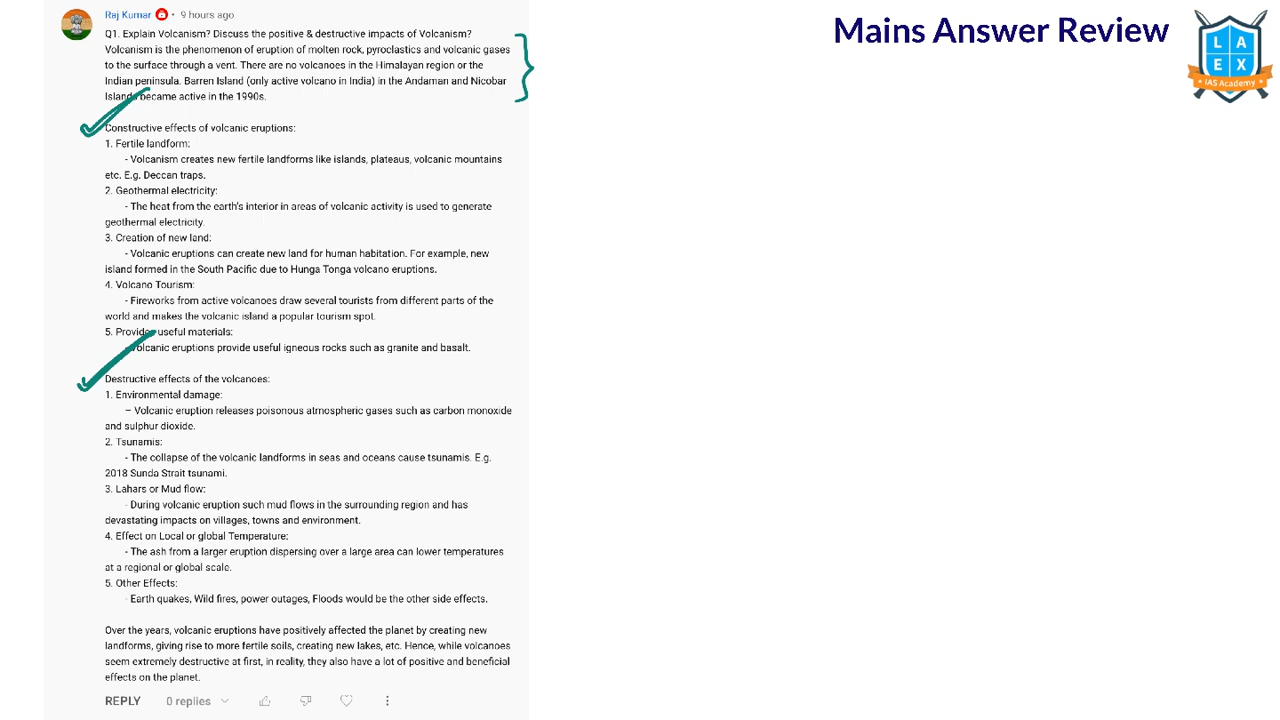 Raj Kumar • 9 hours ago
Q1. Explain Volcanism? Discuss the positive & destructive impacts of Volcanism?
Volcanism is the phenomenon of eruption of molten rock, pyroclastics and volcanic gases
to the surface through a vent. There are no volcanoes in the Himalayan region or the
Indian peninsula. Barren Island (only active volcano in India) in the Andaman and Nicobar
Islands became active in the 1990s.
Constructive effects of volcanic eruptions:
1. Fertile landform:
- Volcanism creates new fertile landforms like islands, plateaus, volcanic mountains
etc. E.g. Deccan traps.
2. Geothermal electricity:
- The heat from the earth's interior in areas of volcanic activity is used to generate
geothermal electricity.
3. Creation of new land:
- Volcanic eruptions can create new land for human habitation. For example, new
island formed in the South Pacific due to Hunga Tonga volcano eruptions.
4. Volcano Tourism:
- Fireworks from active volcanoes draw several tourists from different parts of the
world and makes the volcanic island a popular tourism spot.
5. Provides useful materials:
- Volcanic eruptions provide useful igneous rocks such as granite and basalt.
Destructive effects of the volcanoes:
1. Environmental damage:
– Volcanic eruption releases poisonous atmospheric gases such as carbon monoxide
and sulphur dioxide.
2. Tsunamis:
- The collapse of the volcanic landforms in seas and oceans cause tsunamis. E.g.
2018 Sunda Strait tsunami.
3. Lahars or Mud flow:
- During volcanic eruption such mud flows in the surrounding region and has
devastating impacts on villages, towns and environment.
4. Effect on Local or global Temperature:
- The ash from a larger eruption dispersing over a large area can lower temperatures
at a regional or global scale.
5. Other Effects:
- Earth quakes, Wild fires, power outages, Floods would be the other side effects.
Over the years, volcanic eruptions have positively affected the planet by creating new
landforms, giving rise to more fertile soils, creating new lakes, etc. Hence, while volcanoes
seem extremely destructive at first, in reality, they also have a lot of positive and beneficial
effects on the planet.
REPLY 0 replies
Mains Answer Review
L A
E X
IAS Academy